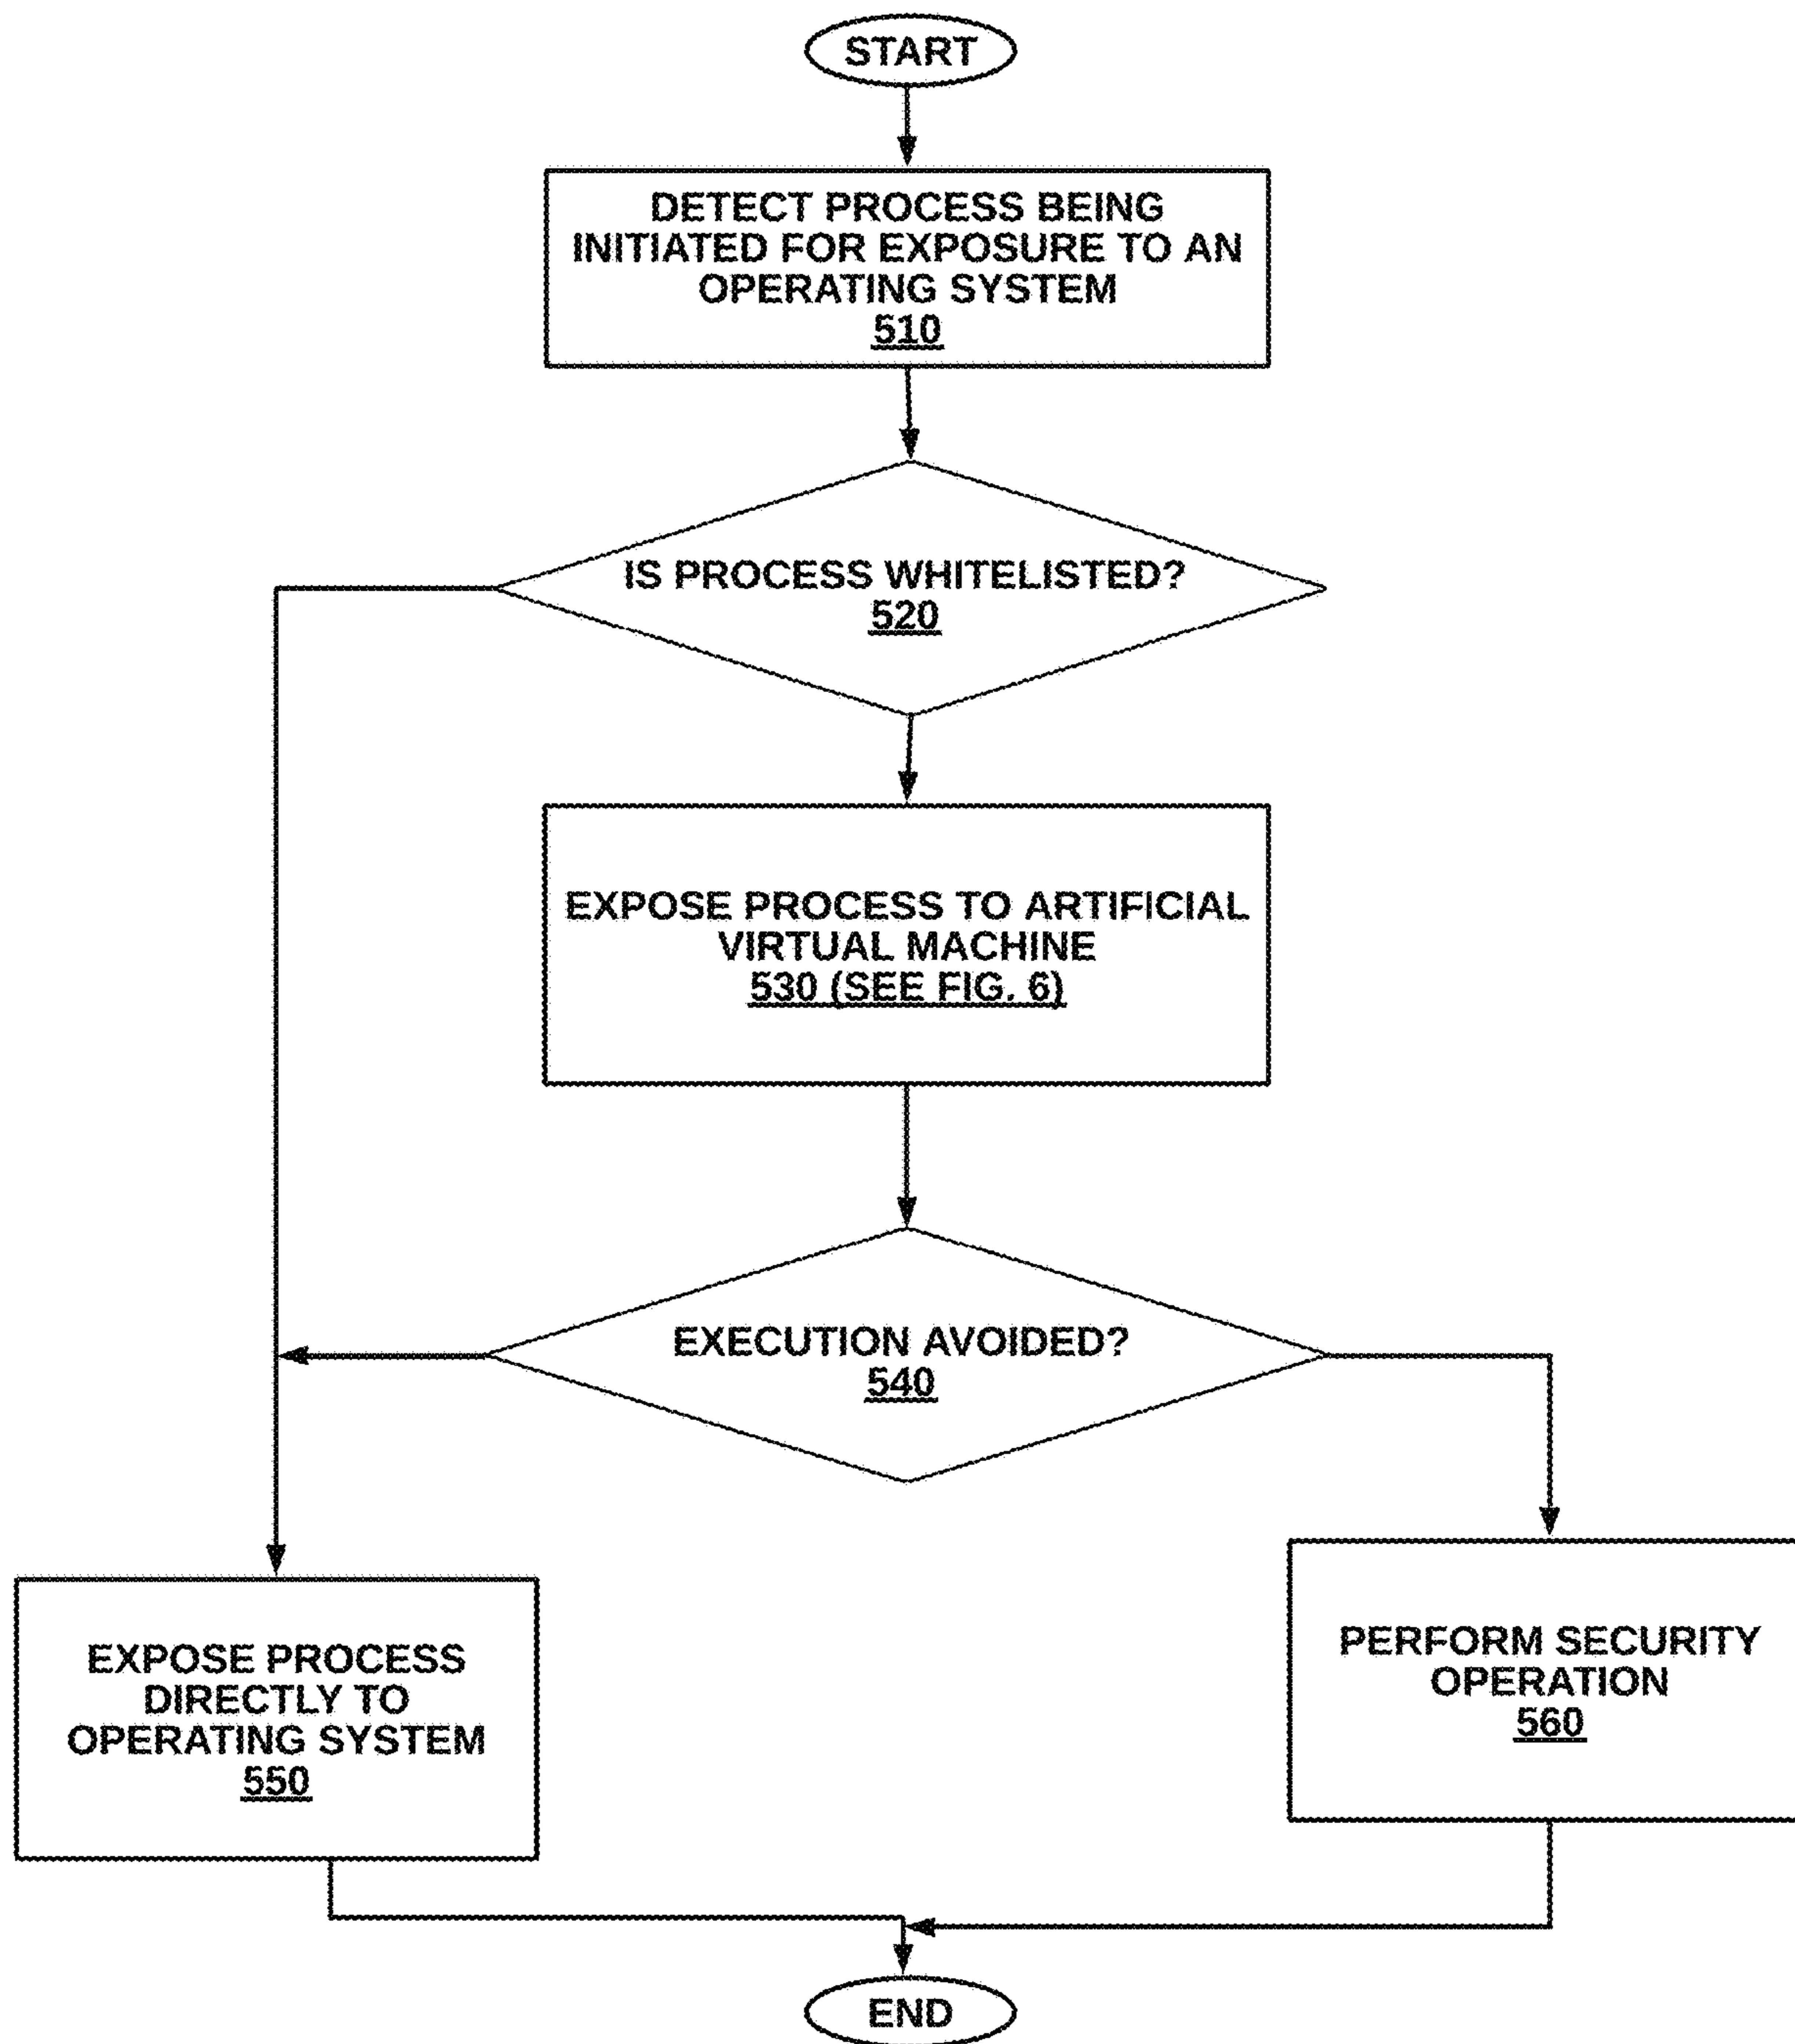 START
DETECT PROCESS BEING
INITIATED FOR EXPOSURE TO AN
OPERATING SYSTEM
510
IS PROCESS WHITELISTED?
520
EXPOSE PROCESS TO ARTIFICIAL
VIRTUAL MACHINE
530 (SEE FIG. 6)
EXECUTION AVOIDED?
540
EXPOSE PROCESS
DIRECTLY TO
OPERATING SYSTEM
550
PERFORM SECURITY
OPERATION
560
END